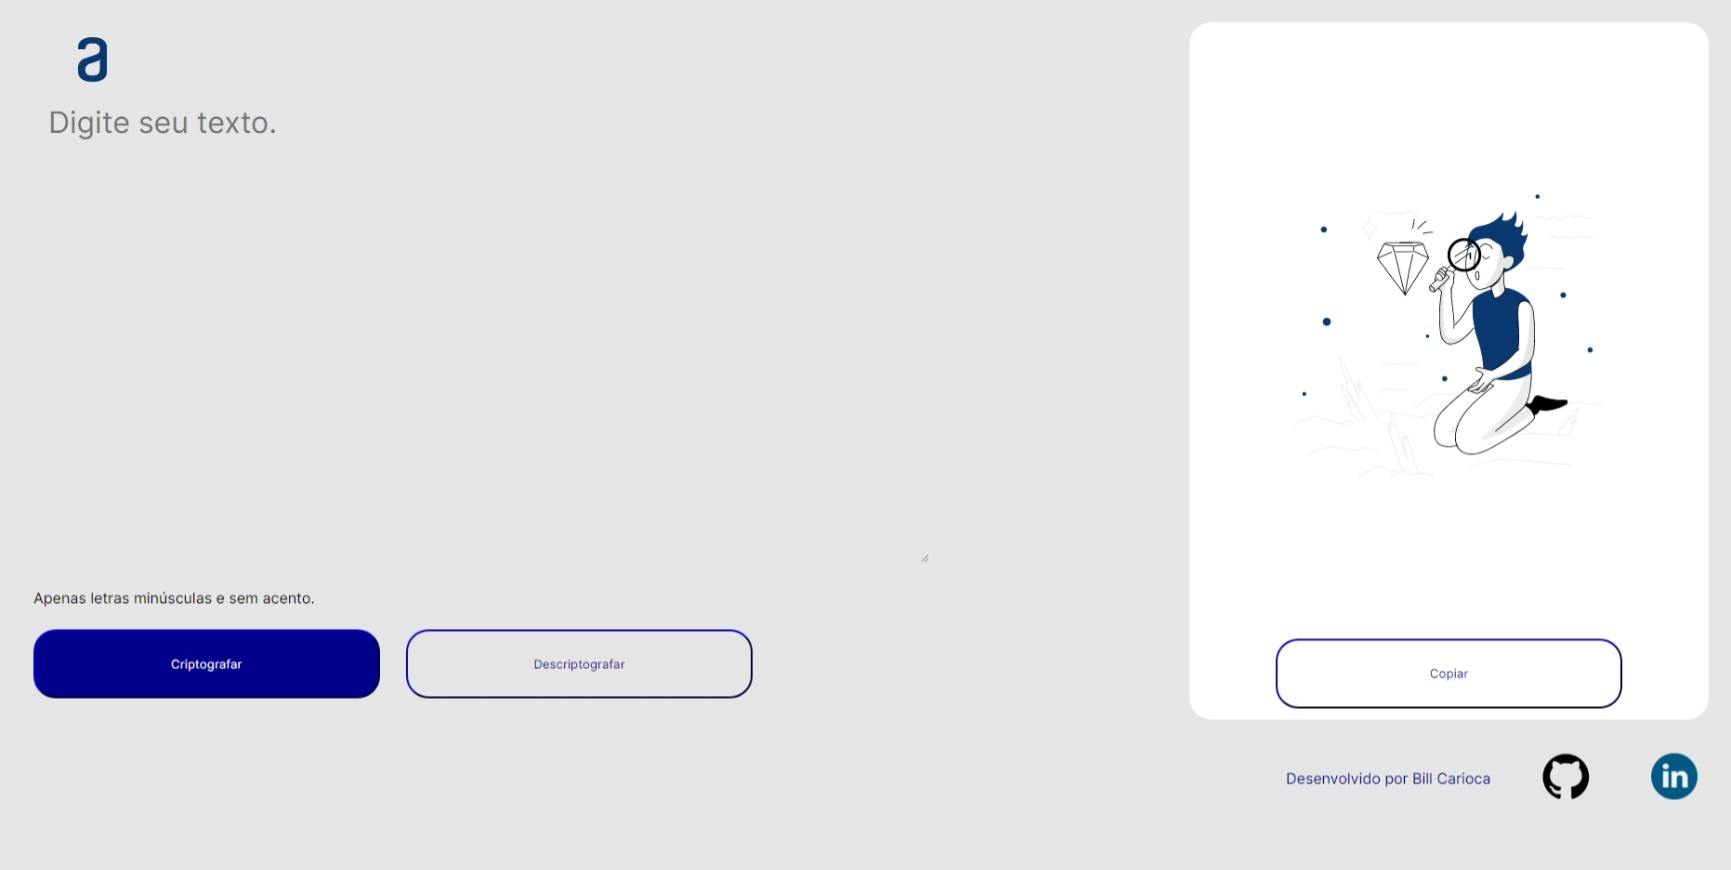 a
Digite seu texto.
Apenas letras minúsculas e sem acento.
Criptografar
Descriptografar
Copiar
Desenvolvido por Bill Carioca
in